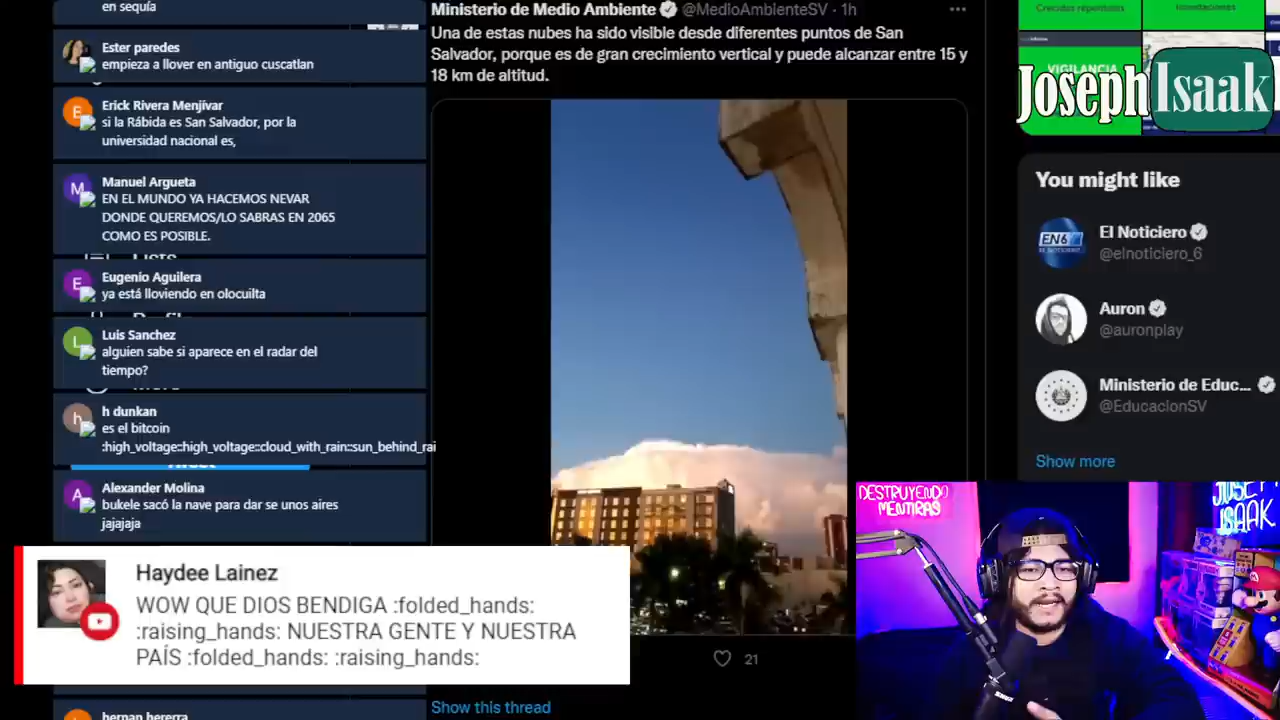 en sequía
Ester paredes
empieza a llover en antiguo cuscatlan
Erick Rivera Menjívar
si la Rábida es San Salvador, por la
universidad nacional es,
Manuel Argueta
EN EL MUNDO YA HACEMOS NEVAR
DONDE QUEREMOS/LO SABRAS EN 2065
COMO ES POSIBLE.
Eugenio Aguilera
ya está lloviendo en olocuilta
Luis Sanchez
alguien sabe si aparece en el radar del
tiempo?
h dunkan
es el bitcoin
:high_voltage::high_voltage::cloud_with_rain::sun_behind_rai
Alexander Molina
bukele sacó la nave para dar se unos aires
jajajaja
Haydee Lainez
WOW QUE DIOS BENDIGA :folded_hands:
:raising_hands: NUESTRA GENTE Y NUESTRA
PAÍS :folded_hands: :raising_hands:
hernan hererra
Ministerio de Medio Ambiente @MedioAmbienteSV · 1h
Una de estas nubes ha sido visible desde diferentes puntos de San
Salvador, porque es de gran crecimiento vertical y puede alcanzar entre 15 y
18 km de altitud.
21
Show this thread
VIGILANCIA
Joseph Isaak
You might like
EN6
El Noticiero
@elnoticiero_6
Auron
@auronplay
Ministerio de Educ...
@EducacionSV
Show more
DESTRUYENDO
MENTIRAS
JOSEPH
ISAAK